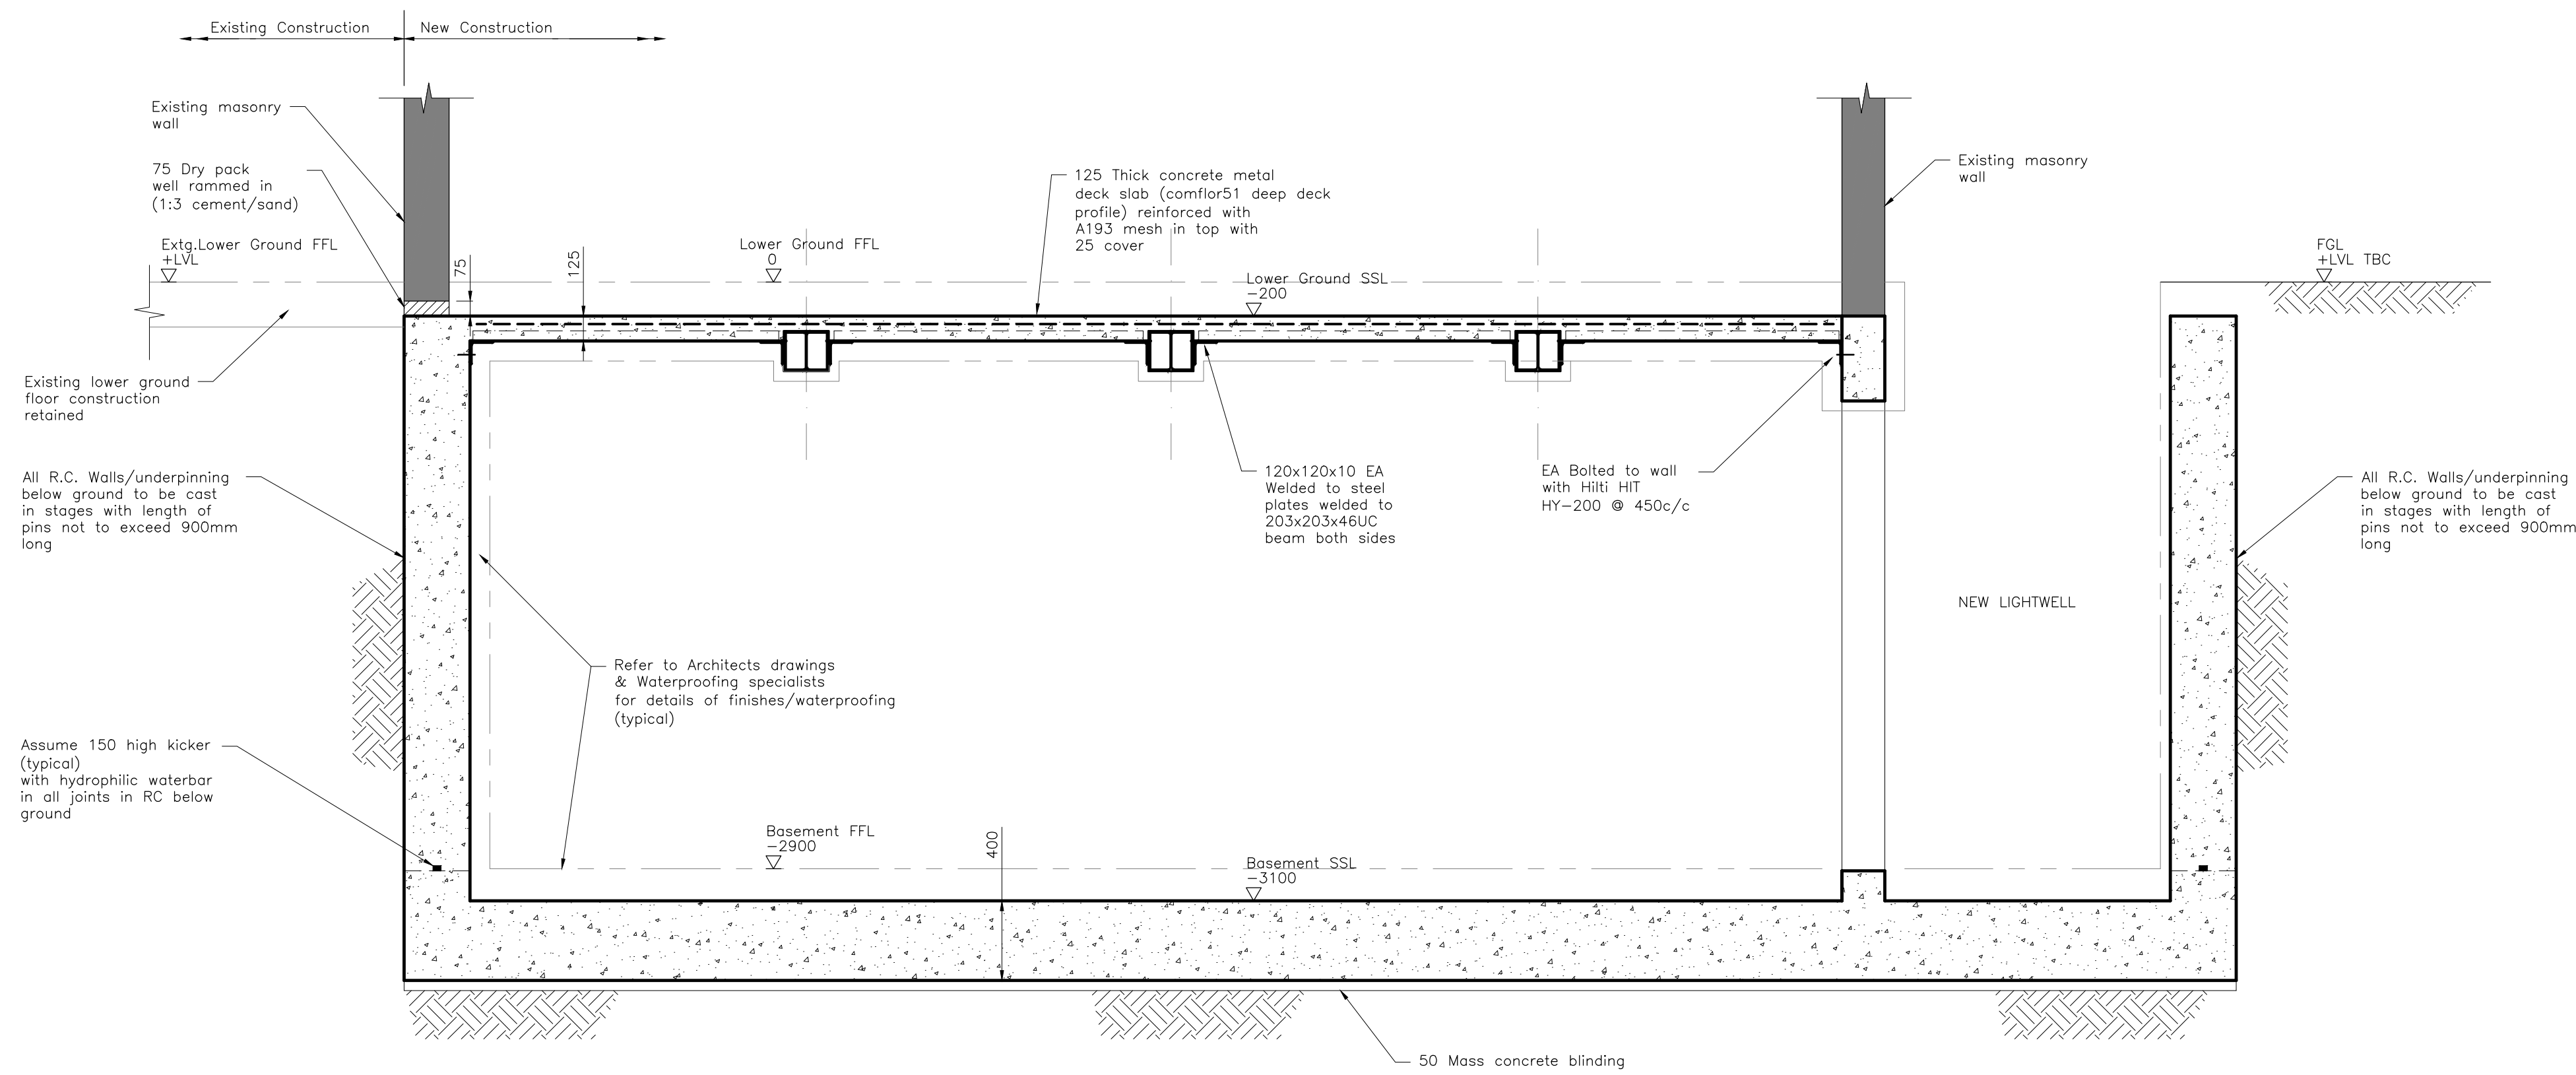 Existing Construction
New Construction
Existing masonry
wall
75 Dry pack
well rammed in
(1:3 cement/sand)
Extg.Lower Ground FFL
+LVL
75
125
Lower Ground FFL
0
125 Thick concrete metal
deck slab (comflor51 deep deck
profile) reinforced with
A193 mesh in top with
25 cover
Lower Ground SSL
-200
Existing masonry
wall
FGL
+LVL TBC
Existing lower ground
floor construction
retained
All R.C. Walls/underpinning
below ground to be cast
in stages with length of
pins not to exceed 900mm
long
120x120x10 EA
Welded to steel
plates welded to
203x203x46UC
beam both sides
EA Bolted to wall
with Hilti HIT
HY-200 @ 450c/c
All R.C. Walls/underpinning
below ground to be cast
in stages with length of
pins not to exceed 900mm
long
NEW LIGHTWELL
Refer to Architects drawings
& Waterproofing specialists
for details of finishes/waterproofing
(typical)
Assume 150 high kicker
(typical)
with hydrophilic waterbar
in all joints in RC below
ground
Basement FFL
-2900
400
Basement SSL
-3100
50 Mass concrete blinding